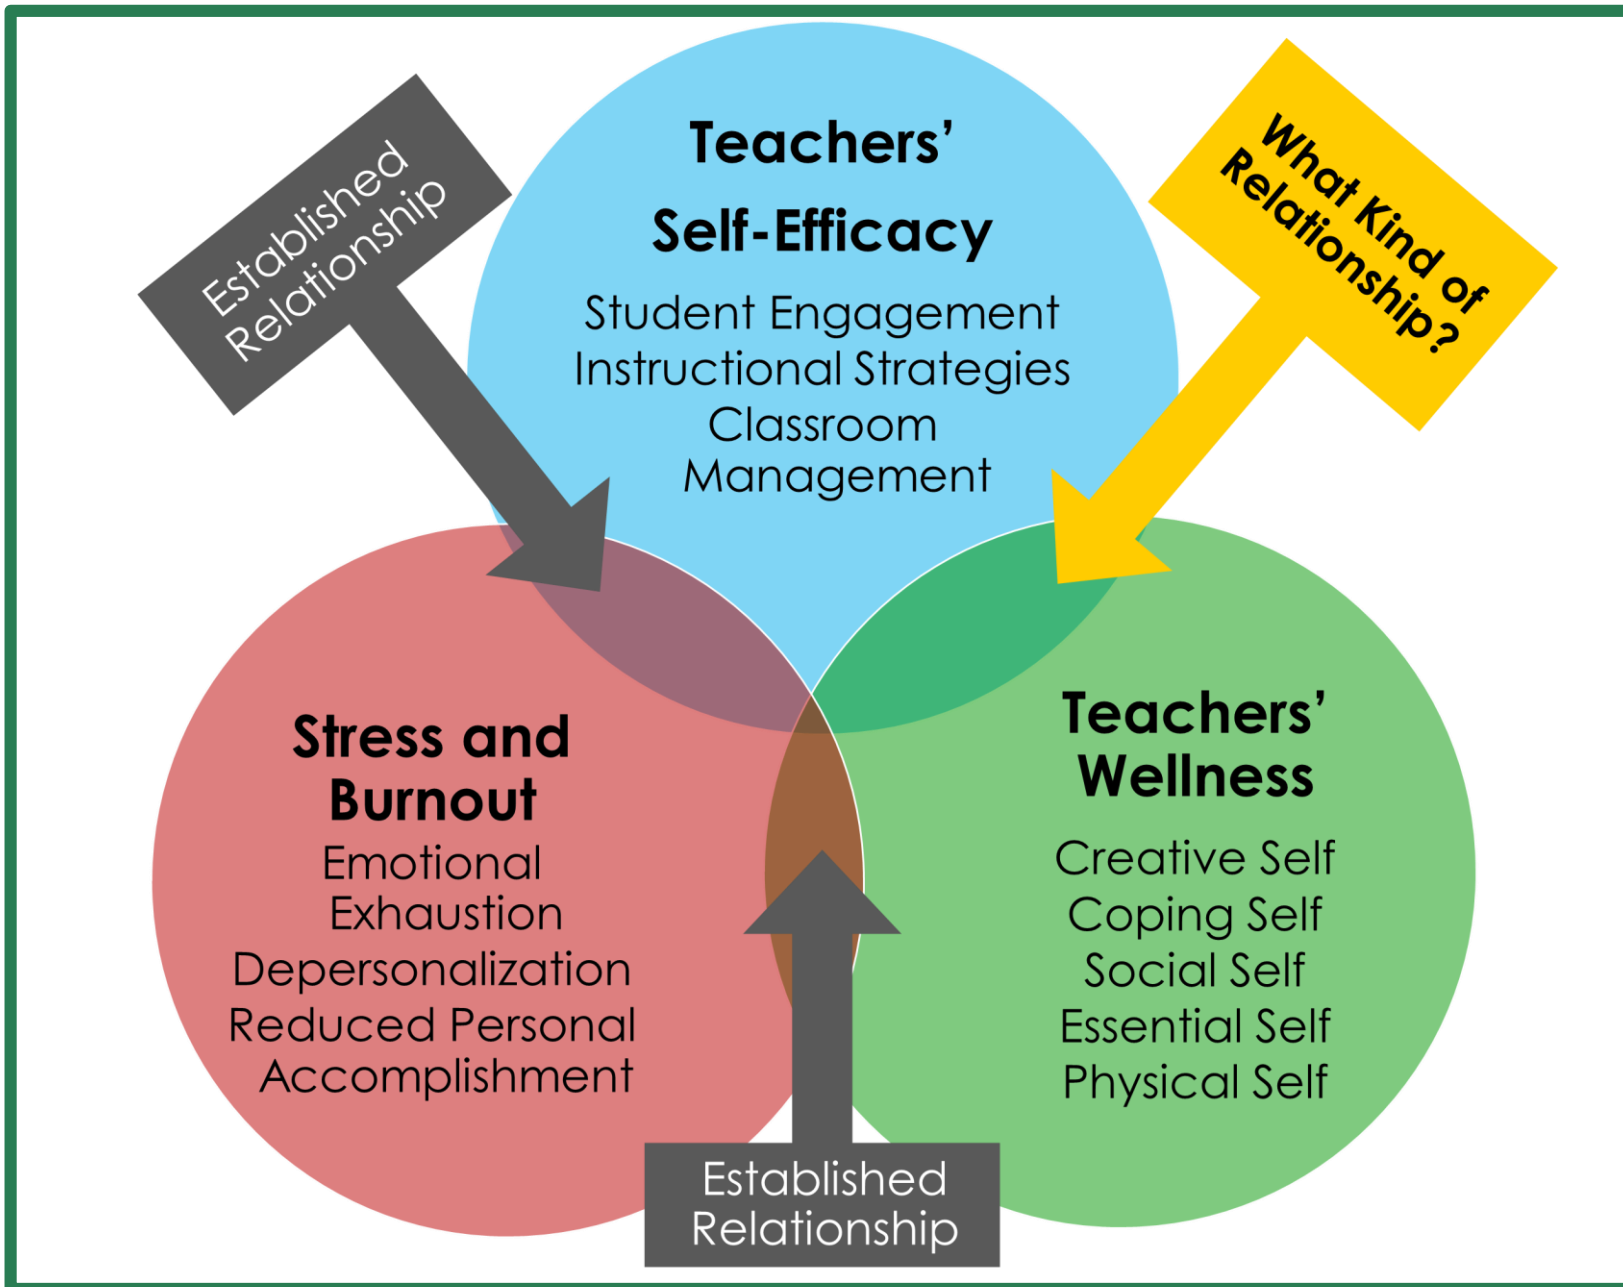 Established
Relationship
Teachers’
Self-Efficacy
Student Engagement
Instructional Strategies
Classroom
Management
What Kind of
Relationship?
Stress and
Burnout
Emotional
Exhaustion
Depersonalization
Reduced Personal
Accomplishment
Teachers’
Wellness
Creative Self
Coping Self
Social Self
Essential Self
Physical Self
Established
Relationship